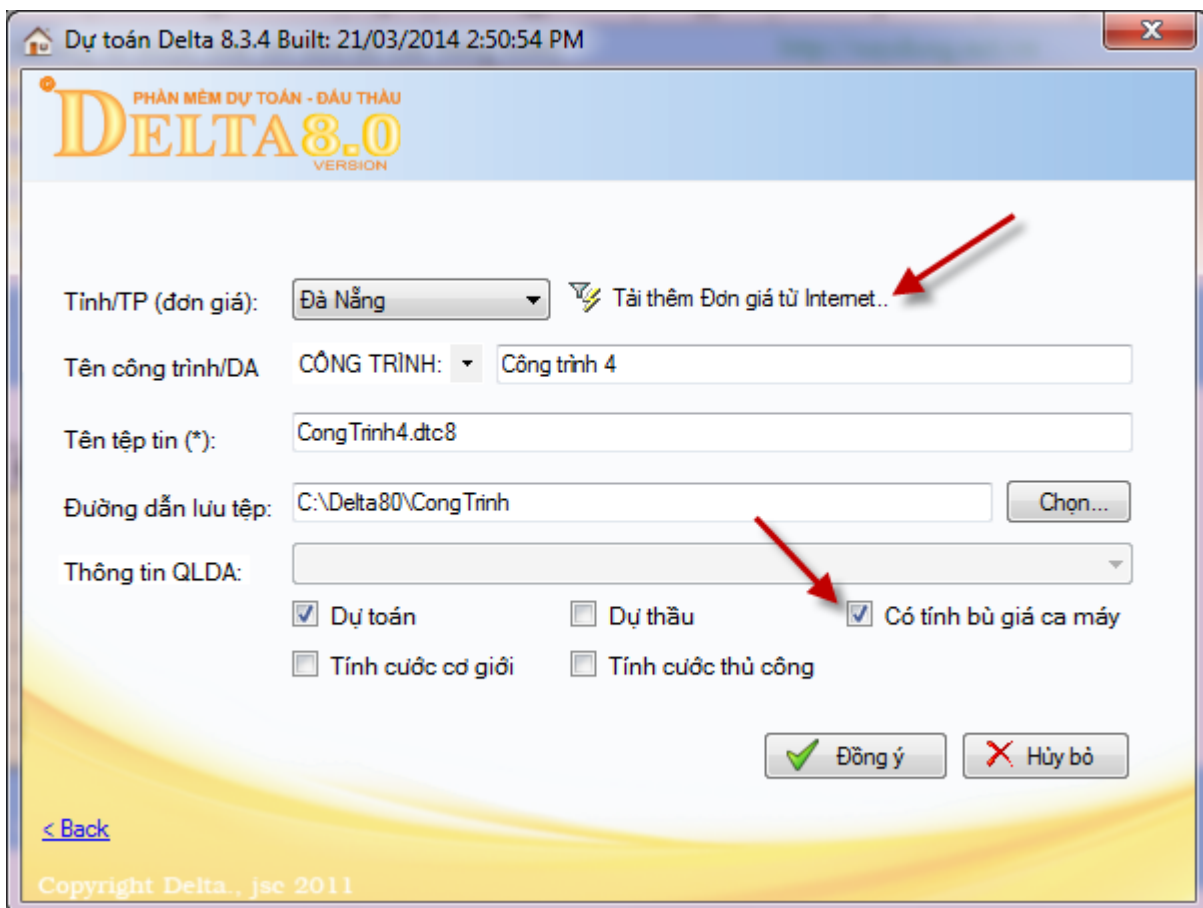 Dự toán Delta 8.3.4 Built: 21/03/2014 2:50:54 PM
PHẦN MỀM DỰ TOÁN - ĐẤU THẦU
DELTA 8.0
VERSION
Tỉnh/TP (đơn giá): Đà Nẵng Tải thêm Đơn giá từ Internet..
Tên công trình/DA CÔNG TRÌNH: Công trình 4
Tên tệp tin (*): CongTrinh4.dtc8
Đường dẫn lưu tệp: C:\Delta80\CongTrinh Chọn...
Thông tin QLDA:
Dự toán Dự thầu Có tính bù giá ca máy
Tính cước cơ giới Tính cước thủ công
Đồng ý Hủy bỏ
< Back
Copyright Delta., jsc 2011